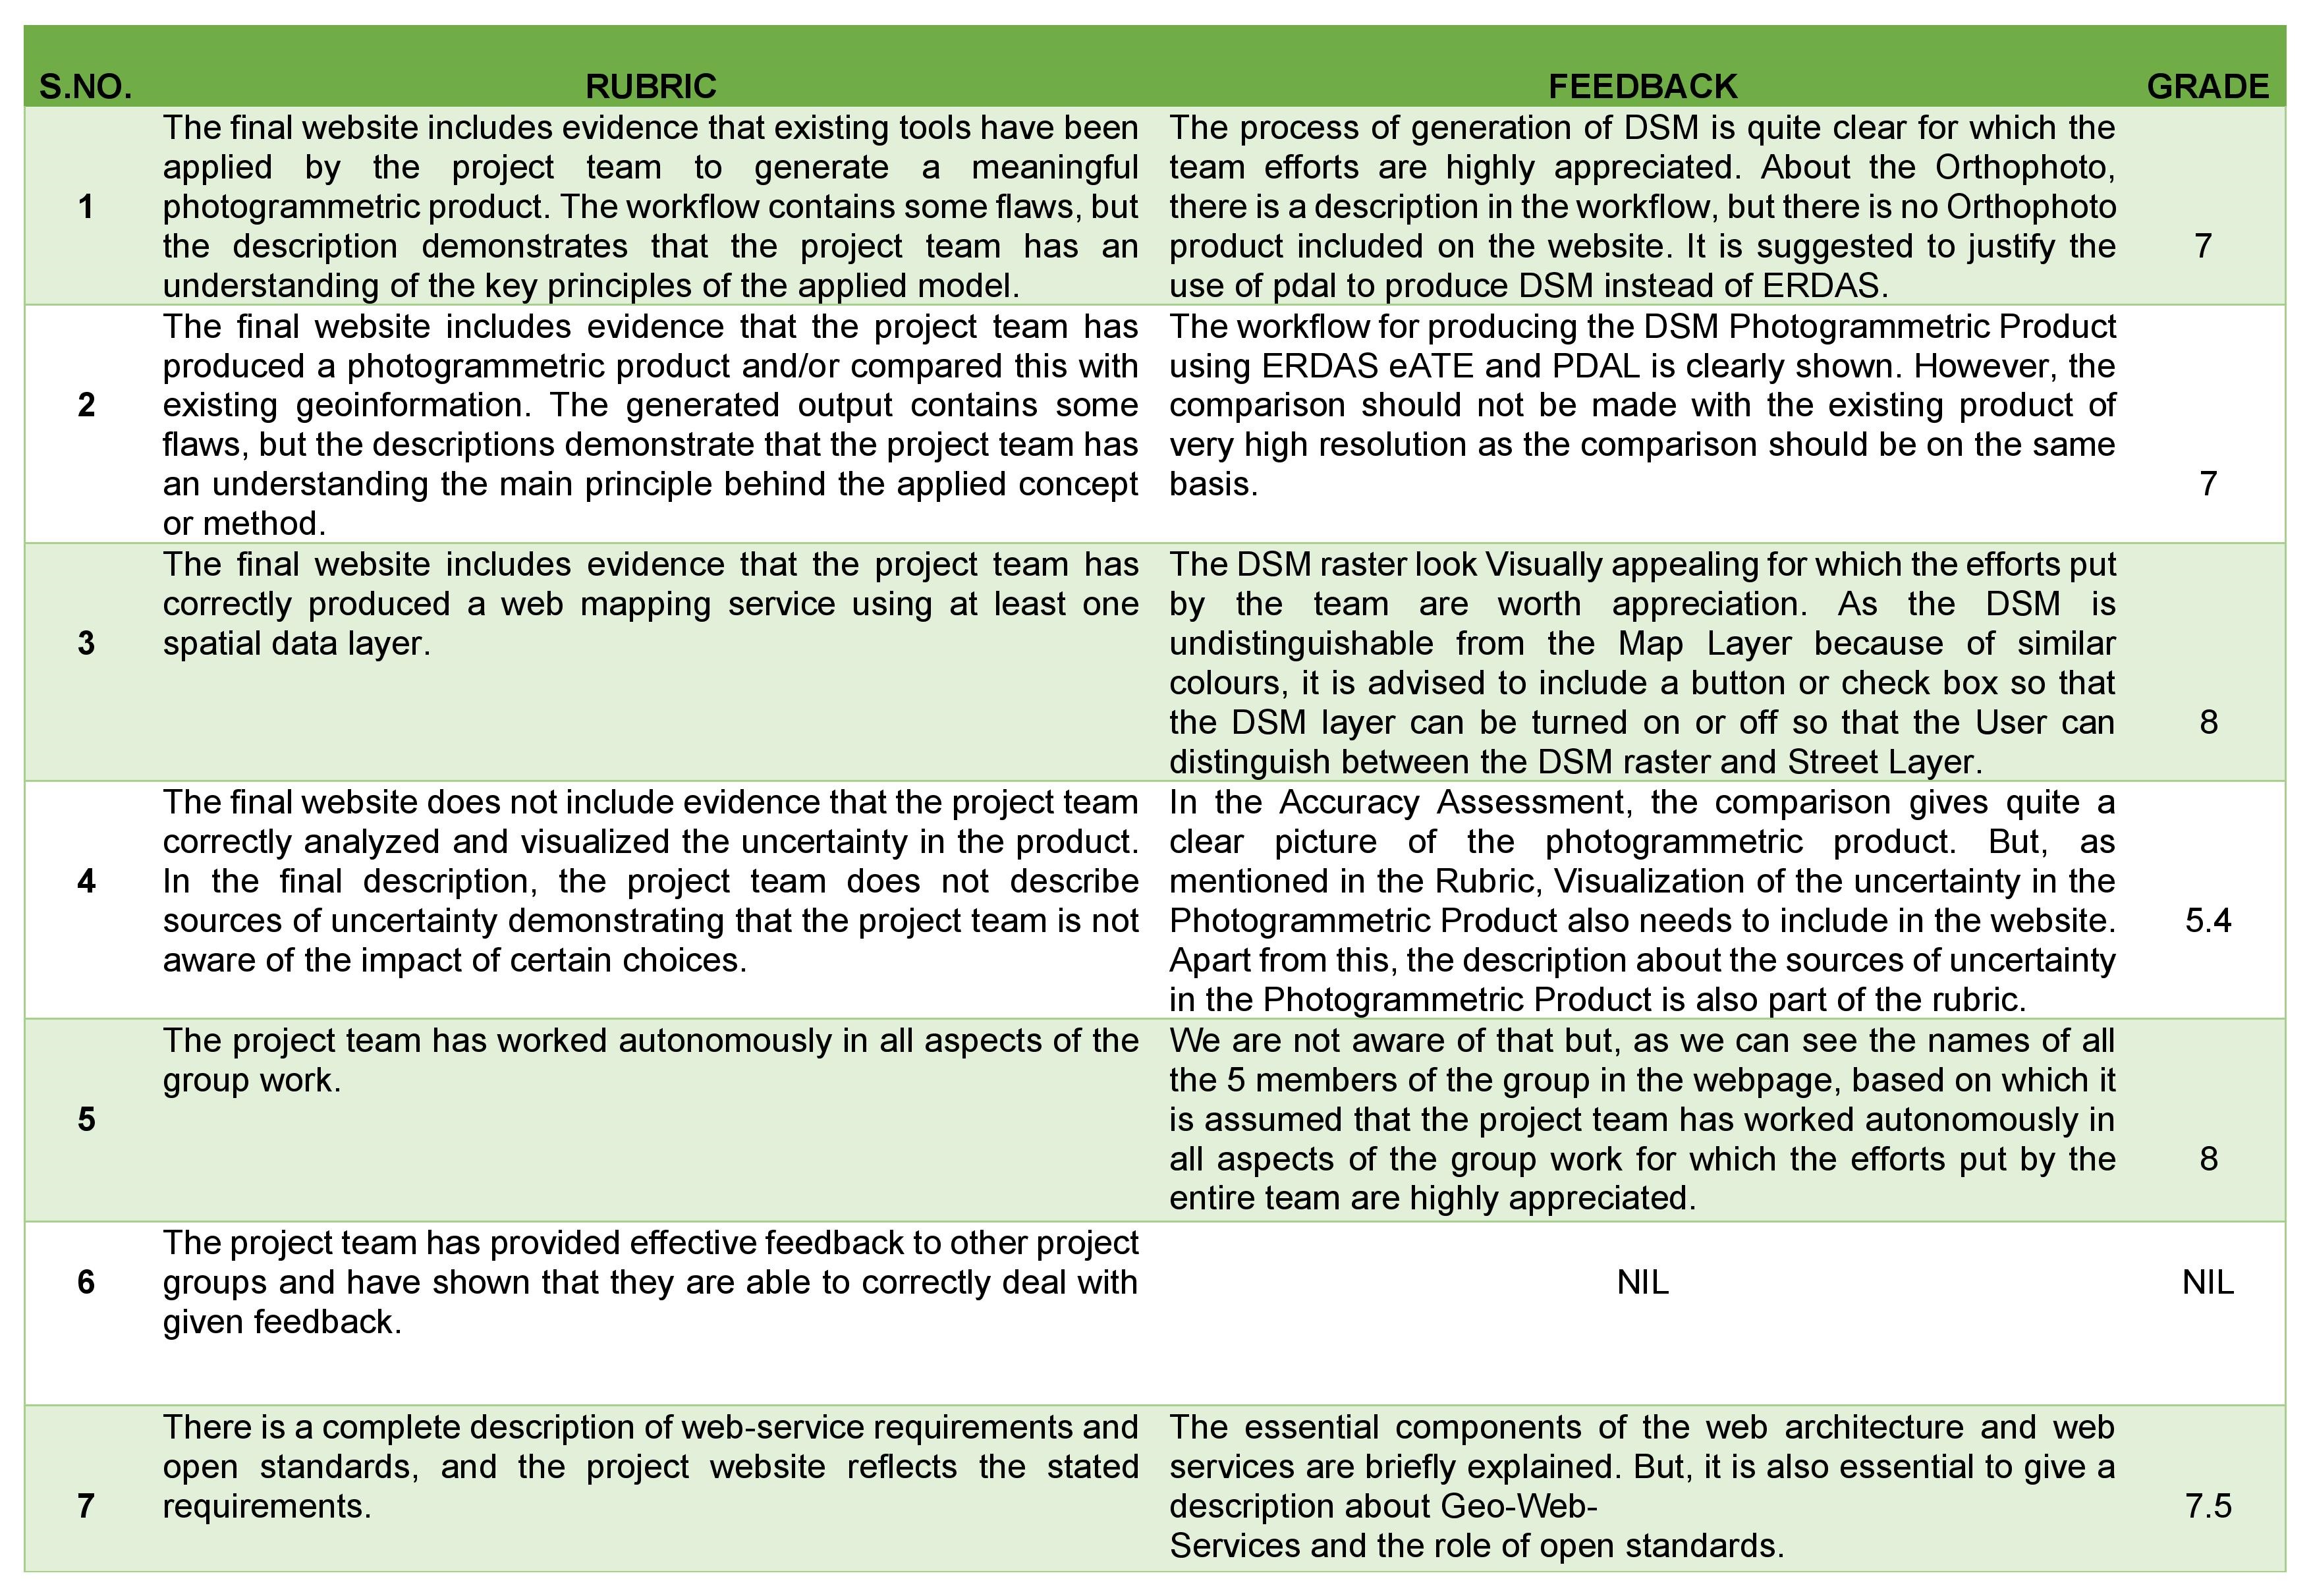 S.NO. RUBRIC FEEDBACK GRADE
1
The final website includes evidence that existing tools have been
applied by the project team to generate a meaningful
photogrammetric product. The workflow contains some flaws, but
the description demonstrates that the project team has an
understanding of the key principles of the applied model.
The process of generation of DSM is quite clear for which the
team efforts are highly appreciated. About the Orthophoto,
there is a description in the workflow, but there is no Orthophoto
product included on the website. It is suggested to justify the
use of pdal to produce DSM instead of ERDAS.
7
2
The final website includes evidence that the project team has
produced a photogrammetric product and/or compared this with
existing geoinformation. The generated output contains some
flaws, but the descriptions demonstrate that the project team has
an understanding the main principle behind the applied concept
or method.
The workflow for producing the DSM Photogrammetric Product
using ERDAS eATE and PDAL is clearly shown. However, the
comparison should not be made with the existing product of
very high resolution as the comparison should be on the same
basis.
7
3
The final website includes evidence that the project team has
correctly produced a web mapping service using at least one
spatial data layer.
The DSM raster look Visually appealing for which the efforts put
by the team are worth appreciation. As the DSM is
undistinguishable from the Map Layer because of similar
colours, it is advised to include a button or check box so that
the DSM layer can be turned on or off so that the User can
distinguish between the DSM raster and Street Layer.
8
4
The final website does not include evidence that the project team
correctly analyzed and visualized the uncertainty in the product.
In the final description, the project team does not describe
sources of uncertainty demonstrating that the project team is not
aware of the impact of certain choices.
In the Accuracy Assessment, the comparison gives quite a
clear picture of the photogrammetric product. But, as
mentioned in the Rubric, Visualization of the uncertainty in the
Photogrammetric Product also needs to include in the website.
Apart from this, the description about the sources of uncertainty
in the Photogrammetric Product is also part of the rubric.
5.4
5
The project team has worked autonomously in all aspects of the
group work.
We are not aware of that but, as we can see the names of all
the 5 members of the group in the webpage, based on which it
is assumed that the project team has worked autonomously in
all aspects of the group work for which the efforts put by the
entire team are highly appreciated.
8
6
The project team has provided effective feedback to other project
groups and have shown that they are able to correctly deal with
given feedback.
NIL
NIL
7
There is a complete description of web-service requirements and
open standards, and the project website reflects the stated
requirements.
The essential components of the web architecture and web
services are briefly explained. But, it is also essential to give a
description about Geo-Web-
Services and the role of open standards.
7.5